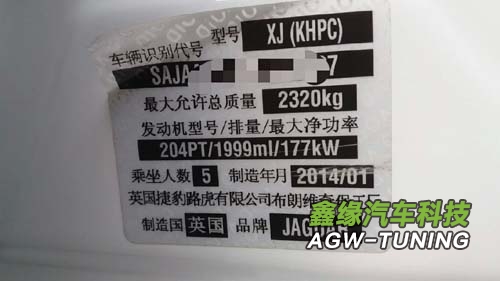 车辆识别代号 型号 XJ (KHPC)
SAJA 7
最大允许总质量 2320kg
发动机型号/排量/最大净功率
204PT/1999ml/177kW
乘坐人数 5 制造年月 2014/01
英国捷豹路虎有限公司布朗维奇
制造国 英国 品牌 JAGUAR
鑫缘汽车科技
AGW-TUNING